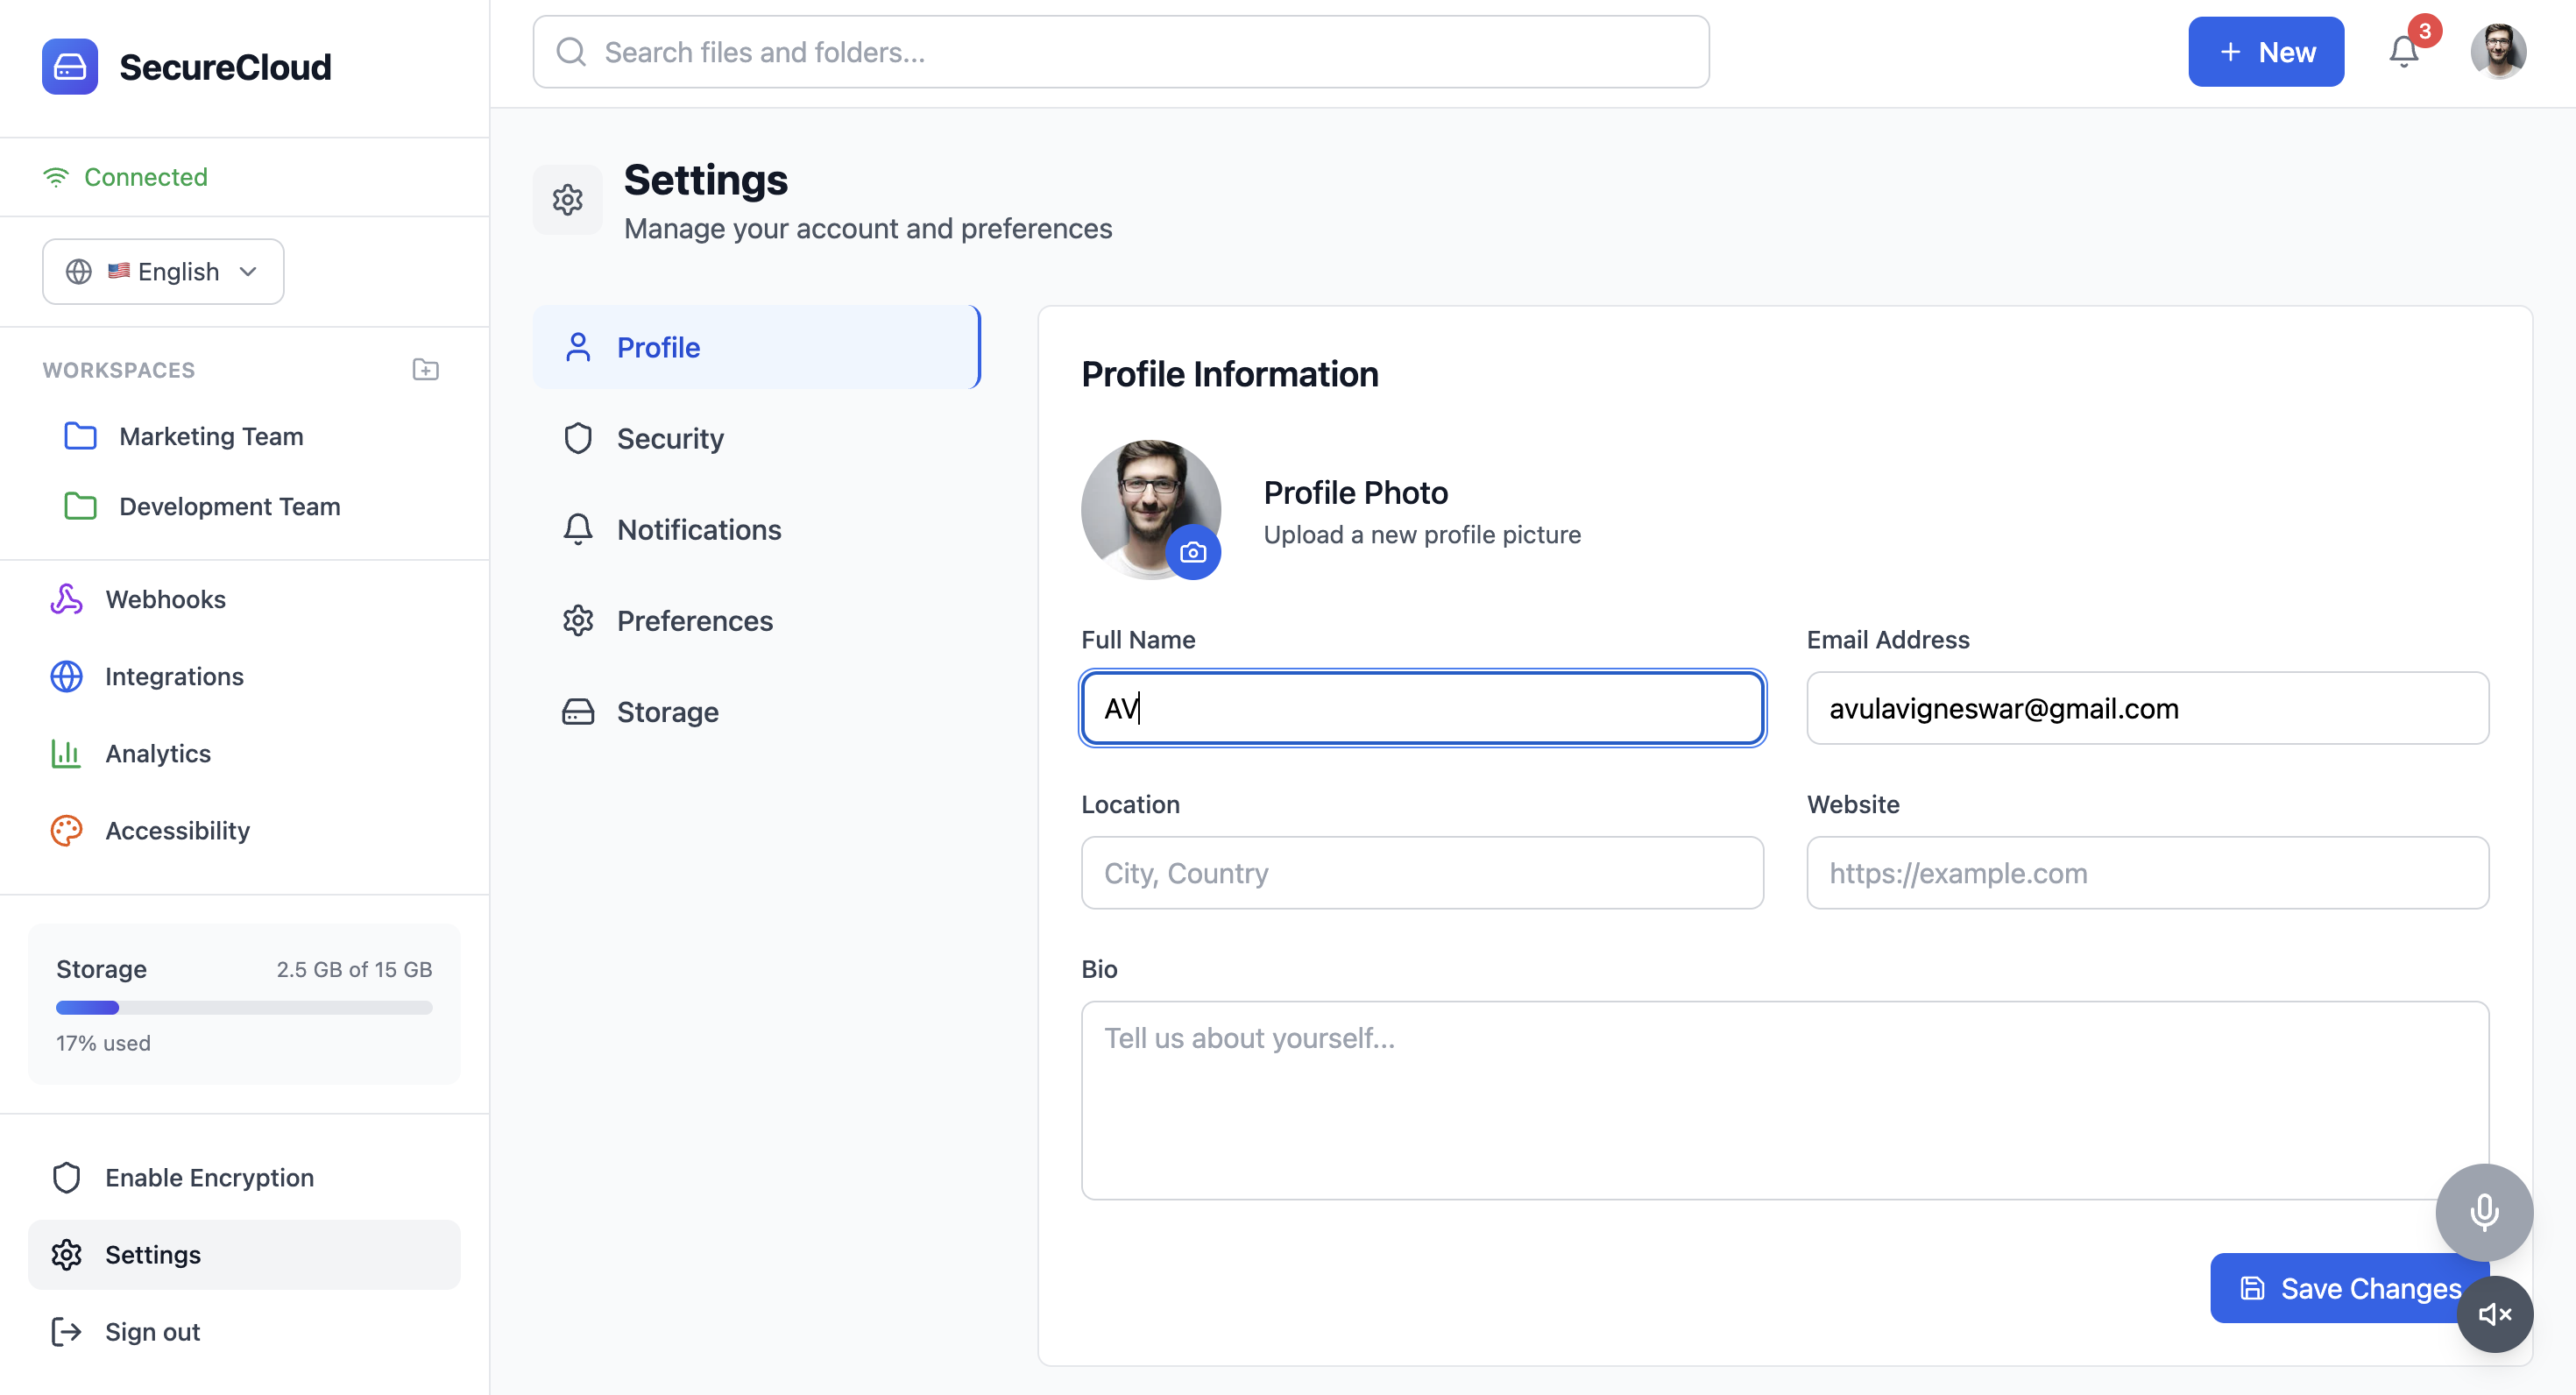 SecureCloud
Search files and folders...
New
3
Connected
🇺🇸 English
WORKSPACES
Marketing Team
Development Team
Webhooks
Integrations
Analytics
Accessibility
Storage
2.5 GB of 15 GB
17% used
Enable Encryption
Settings
Sign out
Settings
Manage your account and preferences
Profile
Security
Notifications
Preferences
Storage
Profile Information
Profile Photo
Upload a new profile picture
Full Name
AV
Email Address
avulavigneswar@gmail.com
Location
City, Country
Website
https://example.com
Bio
Tell us about yourself...
Save Changes